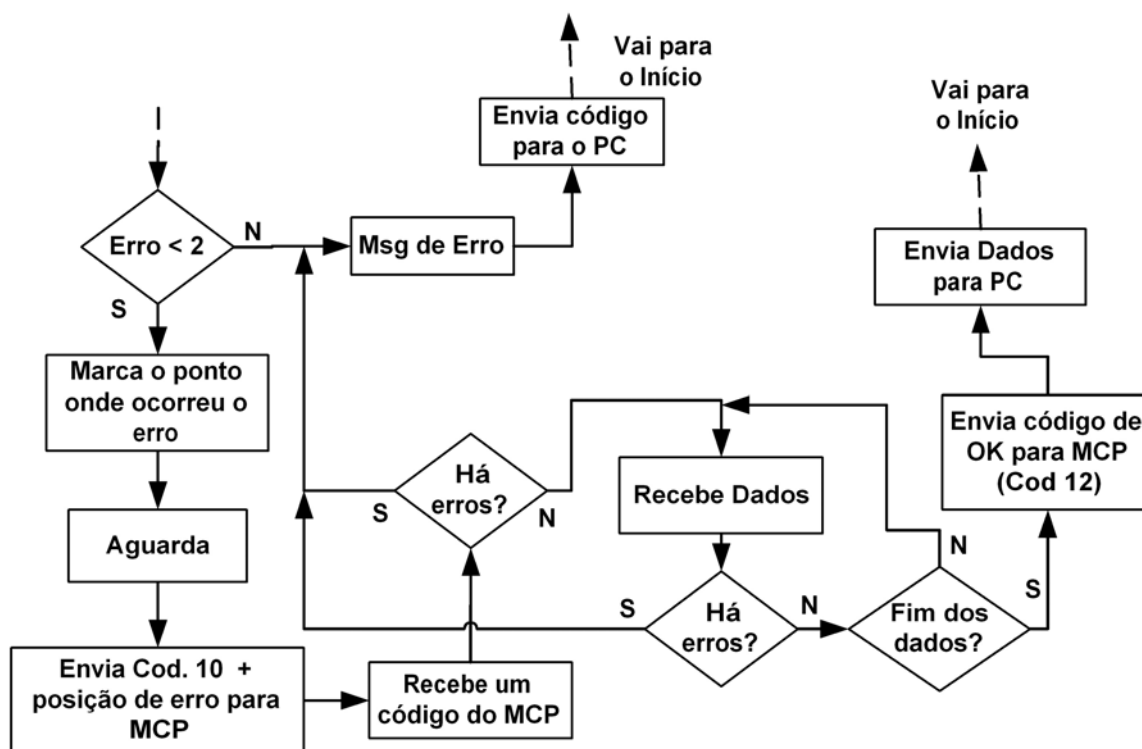 Vai para
o Início
Envia código
para o PC
Vai para
o Início
Erro < 2
N
Msg de Erro
Envia Dados
para PC
S
Marca o ponto
onde ocorreu o
erro
Envia código de
OK para MCP
(Cod 12)
Há
erros?
S
N
Recebe Dados
Aguarda
N
S
Há
erros?
N
Fim dos
dados?
S
Envia Cod. 10 +
posição de erro para
MCP
Recebe um
código do MCP